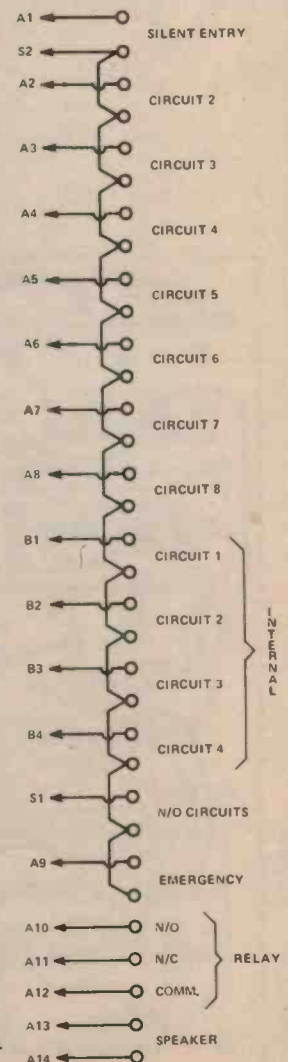 A1
SILENT ENTRY
S2
A2
CIRCUIT 2
A3
CIRCUIT 3
A4
CIRCUIT 4
A5
CIRCUIT 5
A6
CIRCUIT 6
A7
CIRCUIT 7
A8
CIRCUIT 8
B1
CIRCUIT 1
B2
CIRCUIT 2
B3
CIRCUIT 3
B4
CIRCUIT 4
INTERNAL
S1
N/O CIRCUITS
A9
EMERGENCY
A10 N/O
A11 N/C RELAY
A12 COMM.
A13
SPEAKER
A14